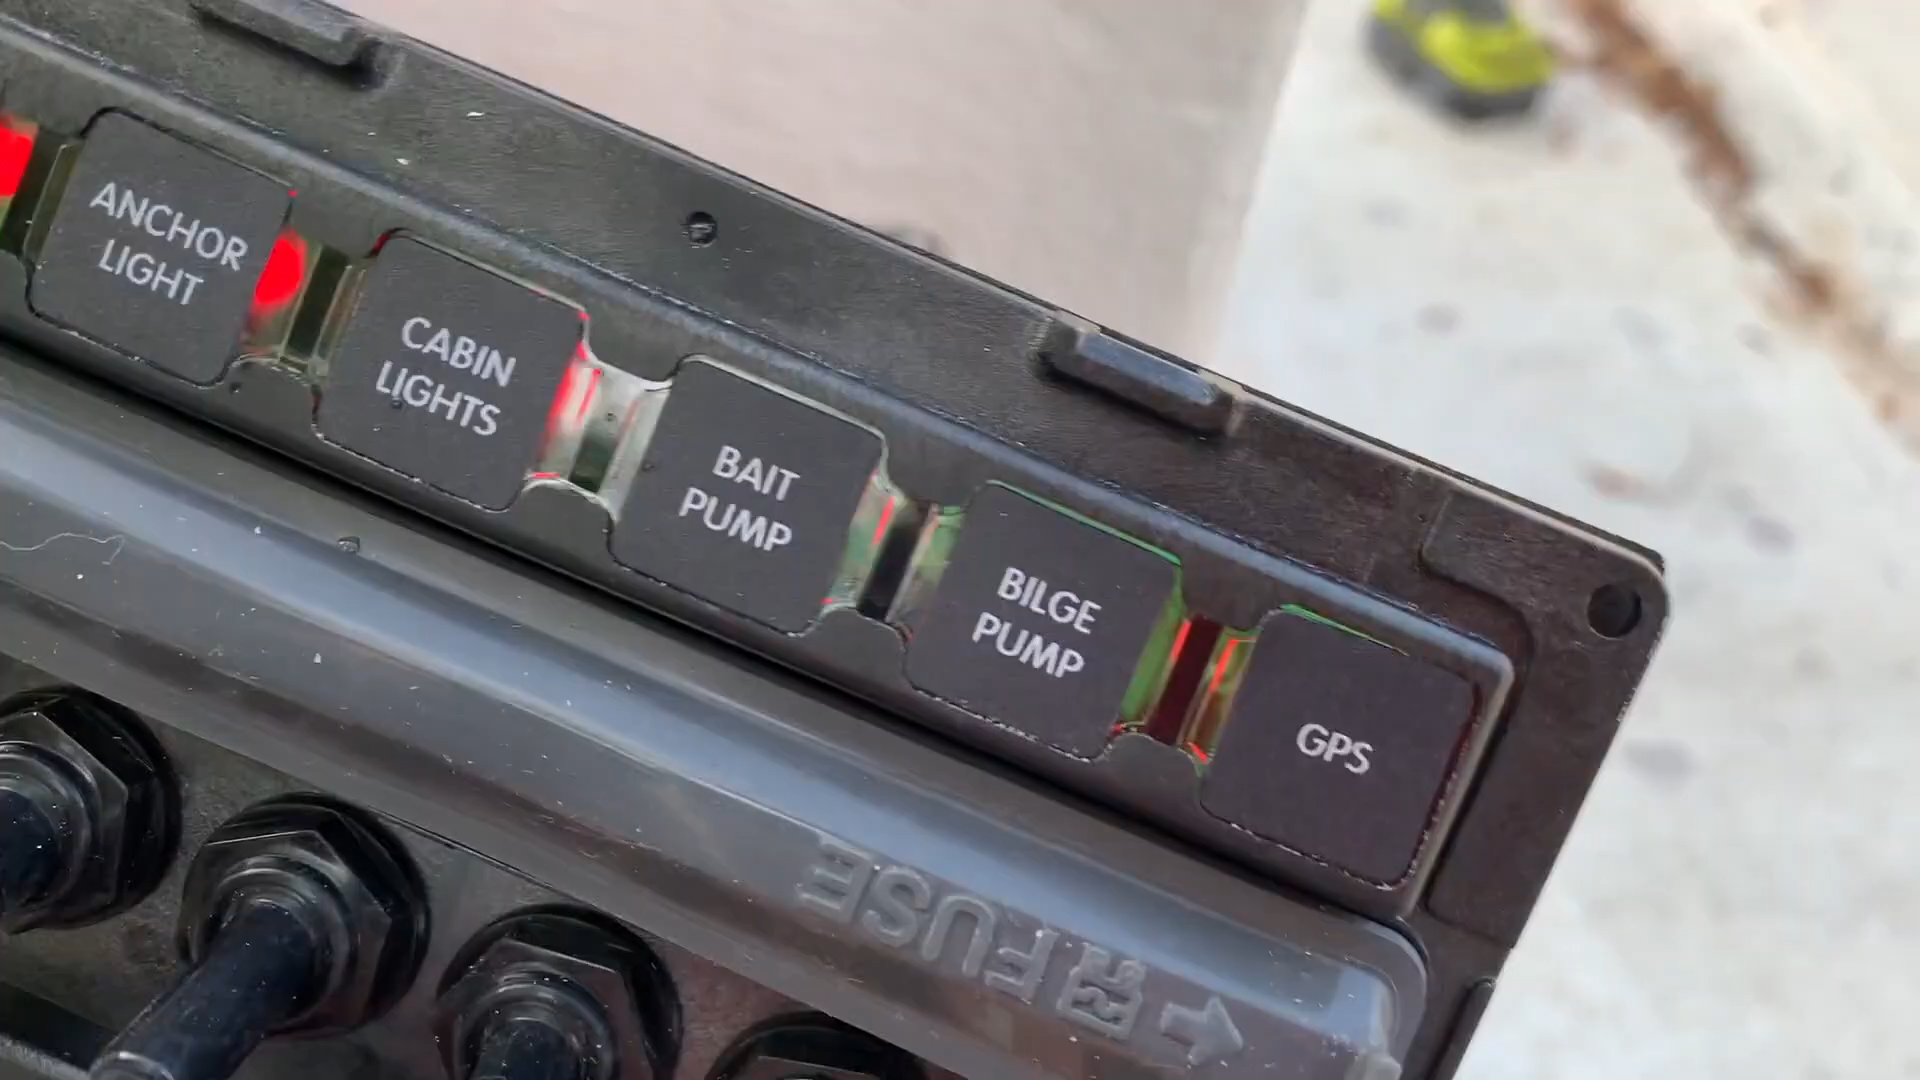 ANCHOR
LIGHT
CABIN
LIGHTS
BAIT
PUMP
BILGE
PUMP
GPS
FUSE